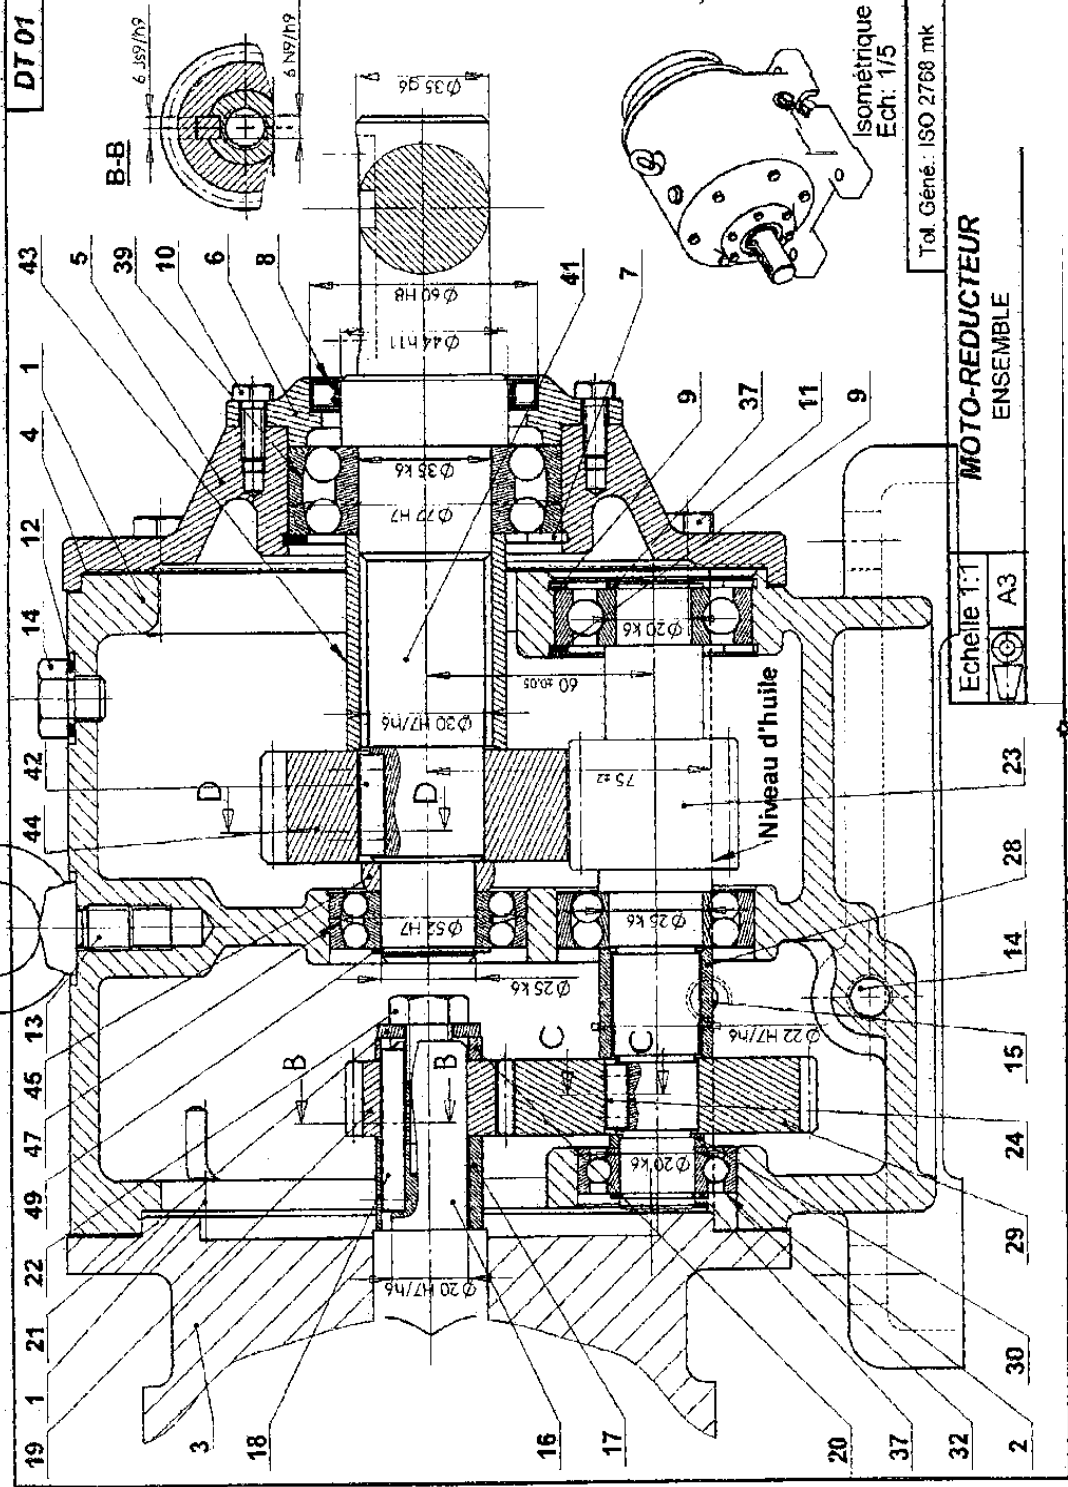 DT 01
6 Js9/h9
6 N9/h9
B-B
Ø35 g6
Ø60 H8
Ø44 h11
Ø35 k6
Ø72 H7
Ø20 k6
60 ±0.05
Ø30 H7/h6
75 ±2
Niveau d'huile
D
D
Ø52 H7
Ø25 k6
Ø25 k6
Ø22 H7/h6
C
C
B
B
Ø20 k6
Ø20 H7/h6
19
1
21
22
49
47
45
13
44
42
14
12
4
1
43
5
39
10
6
8
41
7
9
37
11
9
3
18
16
17
20
37
32
2
30
29
24
15
14
28
23
Isométrique
Ech: 1/5
Tol. Géné.: ISO 2768 mk
MOTO-REDUCTEUR
ENSEMBLE
Echelle 1:1
A3